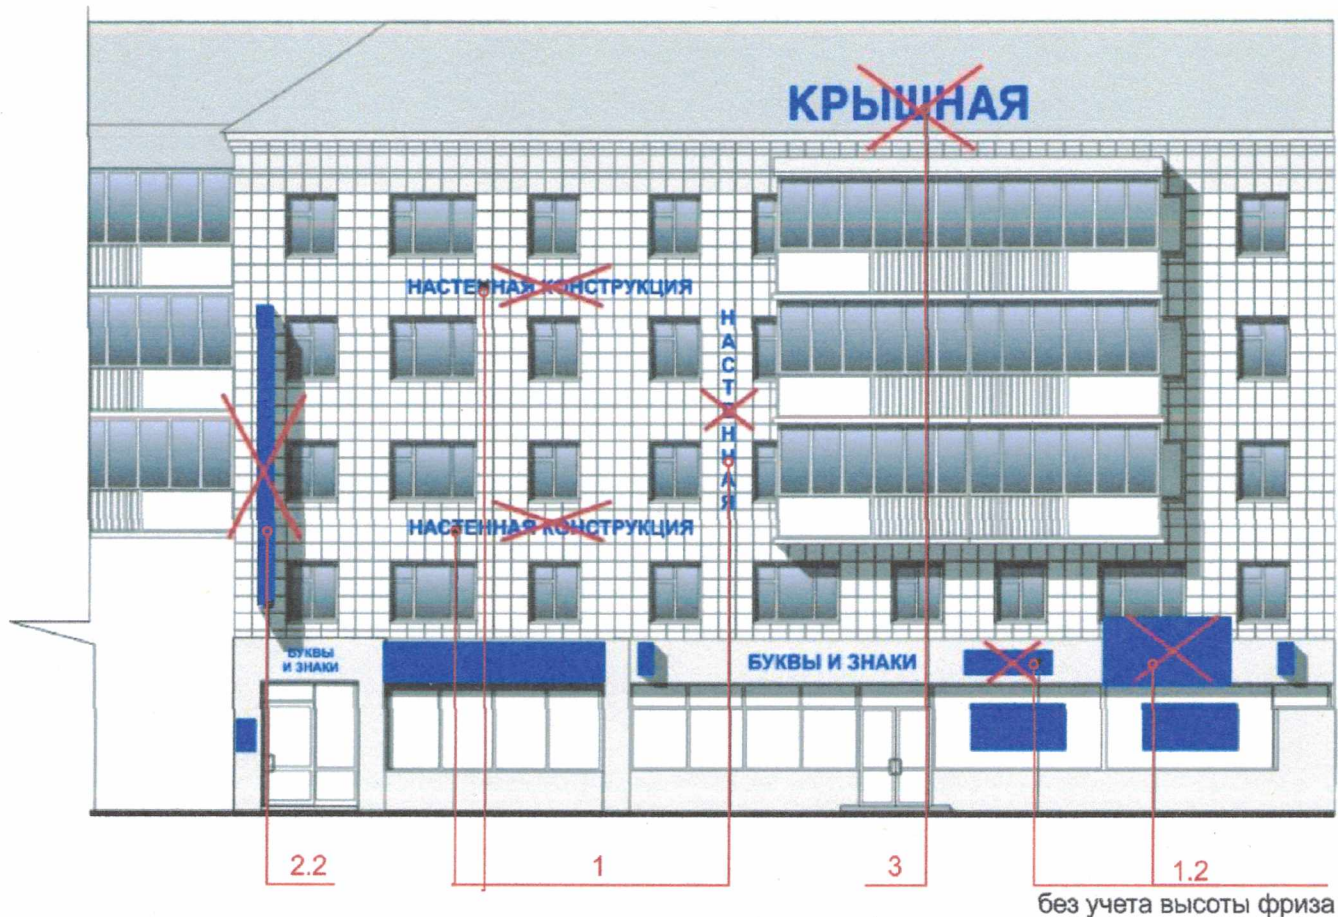 КРЫШНАЯ
НАСТЕННАЯ КОНСТРУКЦИЯ
НАСТЕННАЯ
НАСТЕННАЯ КОНСТРУКЦИЯ
БУКВЫ
И ЗНАКИ
БУКВЫ И ЗНАКИ
2.2
1
3
1.2
без учета высоты фриза